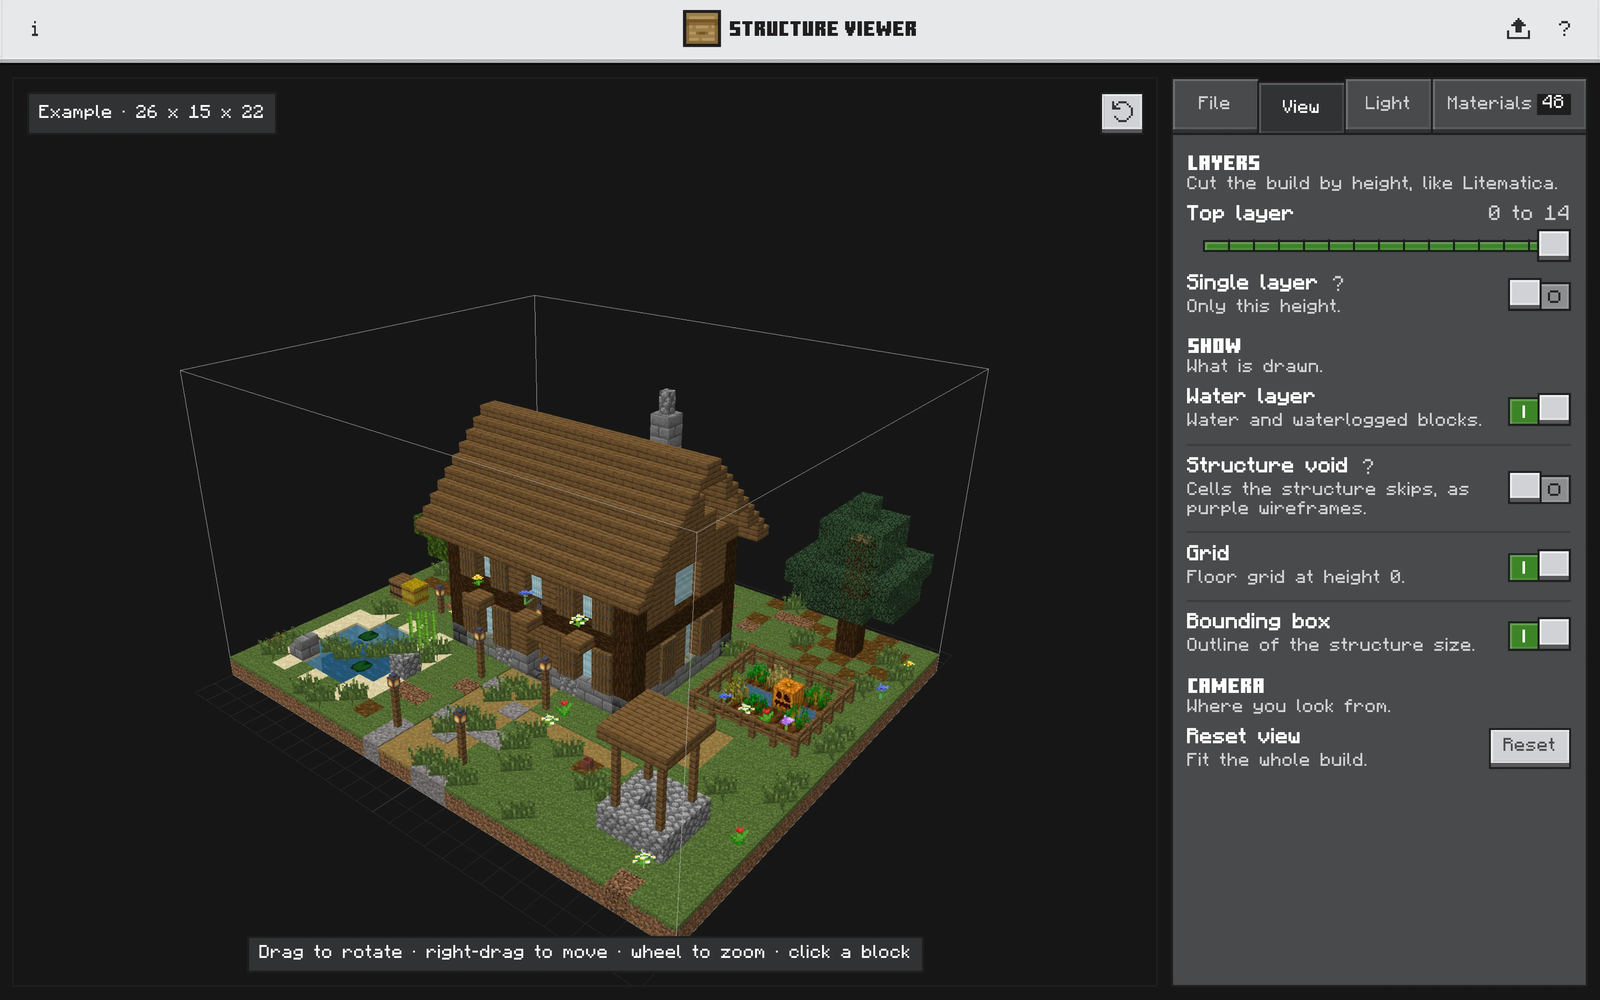 i
STRUCTURE VIEWER
?
Example · 26 x 15 x 22
File
View
Light
Materials 48
LAYERS
Cut the build by height, like Litematica.
Top layer
0 to 14
Single layer ?
Only this height.
SHOW
What is drawn.
Water layer
Water and waterlogged blocks.
Structure void ?
Cells the structure skips, as
purple wireframes.
Grid
Floor grid at height 0.
Bounding box
Outline of the structure size.
CAMERA
Where you look from.
Reset view
Fit the whole build.
Reset
Drag to rotate · right-drag to move · wheel to zoom · click a block